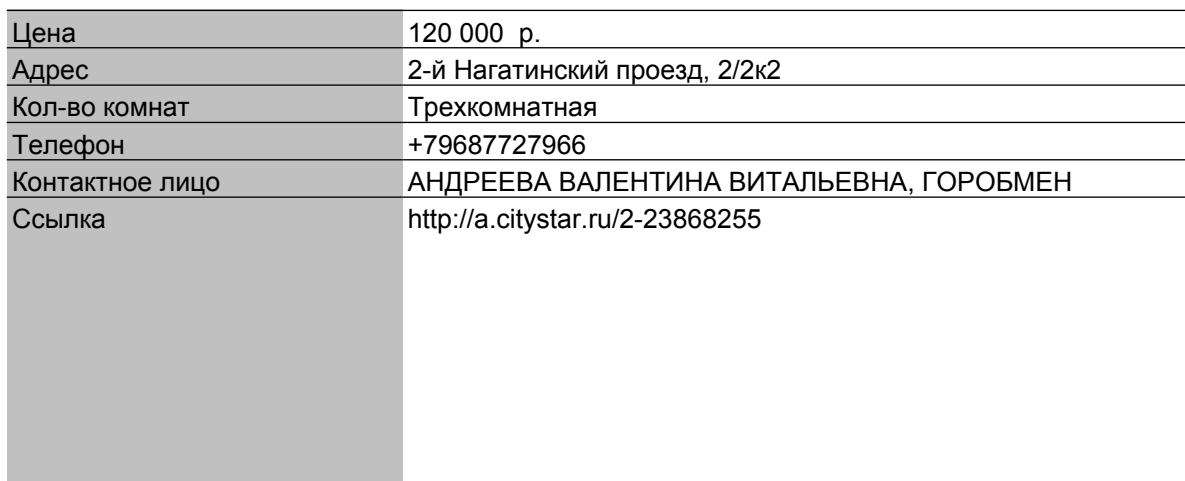 Цена 120 000 р.
Адрес 2-й Нагатинский проезд, 2/2к2
Кол-во комнат Трехкомнатная
Телефон +79687727966
Контактное лицо АНДРЕЕВА ВАЛЕНТИНА ВИТАЛЬЕВНА, ГОРОБМЕН
Ссылка http://a.citystar.ru/2-23868255